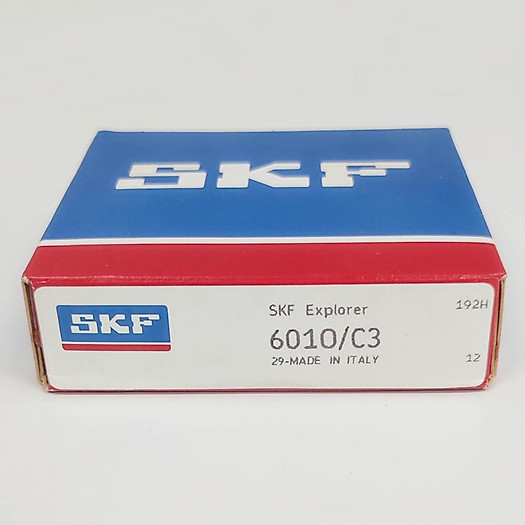 SKF
SKF
SKF Explorer
192H
6010/C3
29-MADE IN ITALY
12